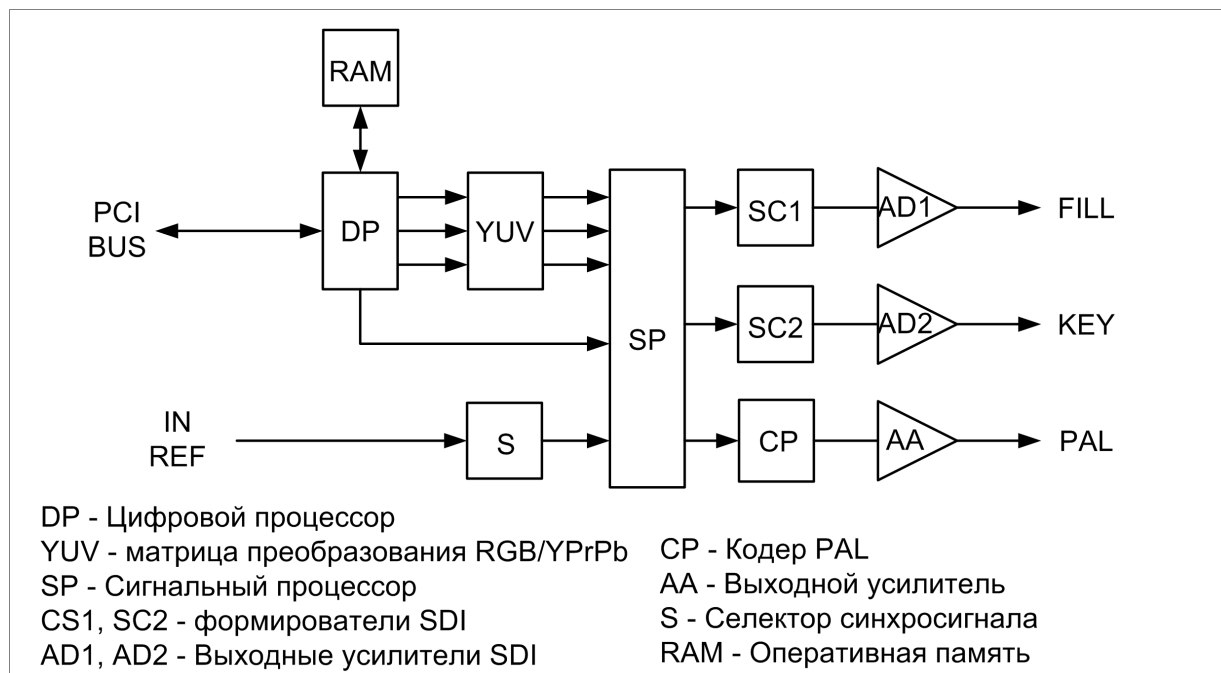 RAM
PCI
BUS
DP
YUV
SP
SC1
AD1
FILL
SC2
AD2
KEY
IN
REF
S
CP
AA
PAL
DP - Цифровой процессор
YUV - матрица преобразования RGB/YPrPb
SP - Сигнальный процессор
CS1, SC2 - формирователи SDI
AD1, AD2 - Выходные усилители SDI
CP - Кодер PAL
AA - Выходной усилитель
S - Селектор синхросигнала
RAM - Оперативная память